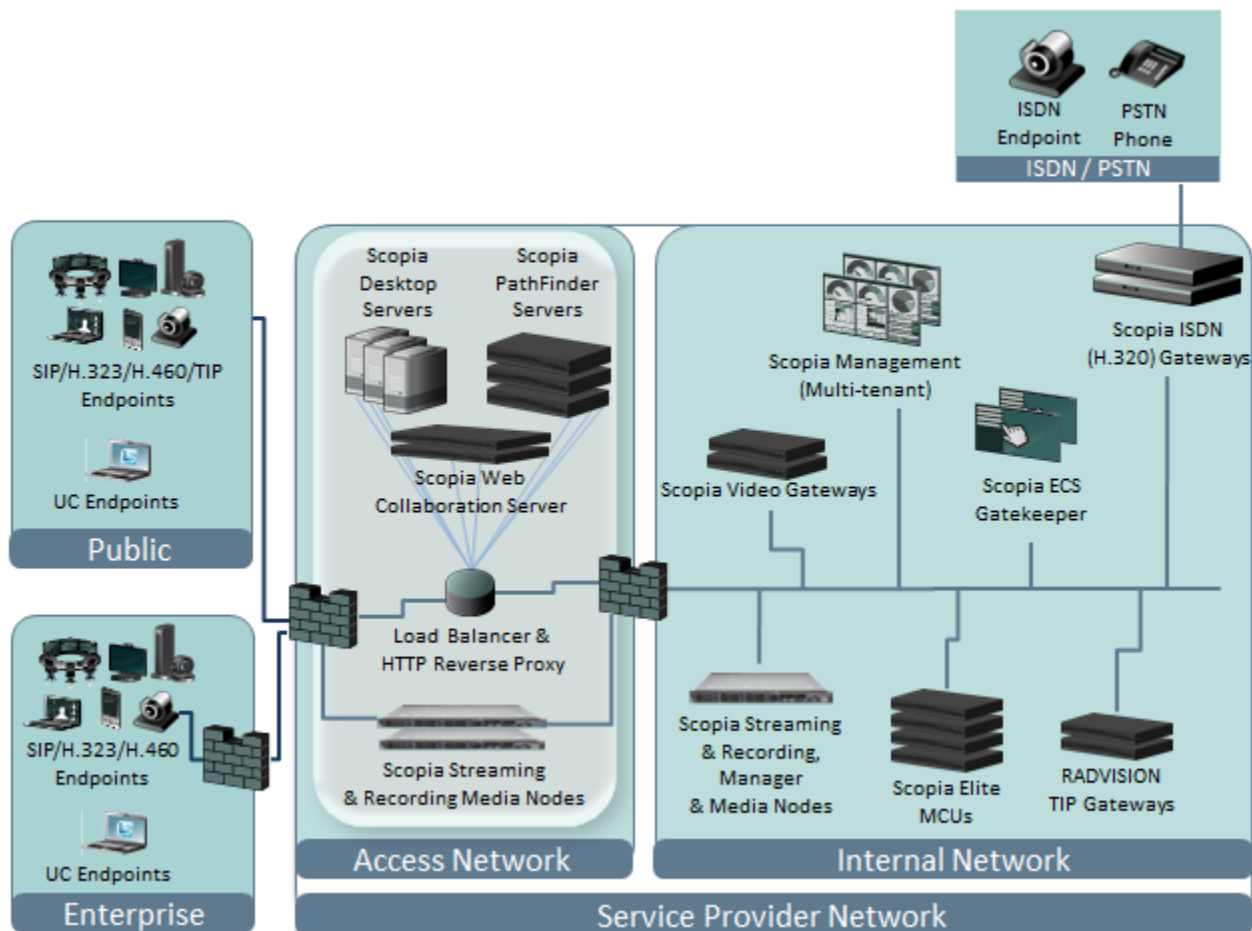 ISDN
Endpoint
PSTN
Phone
ISDN / PSTN
SIP/H.323/H.460/TIP
Endpoints
UC Endpoints
Public
SIP/H.323/H.460
Endpoints
UC Endpoints
Enterprise
Scopia
Desktop
Servers
Scopia
PathFinder
Servers
Scopia Web
Collaboration Server
Load Balancer &
HTTP Reverse Proxy
Scopia Streaming
& Recording Media Nodes
Access Network
Scopia Management
(Multi-tenant)
Scopia ISDN
(H.320) Gateways
Scopia Video Gateways
Scopia ECS
Gatekeeper
Scopia Streaming
& Recording,
Manager
& Media Nodes
Scopia Elite
MCUs
RADVISION
TIP Gateways
Internal Network
Service Provider Network